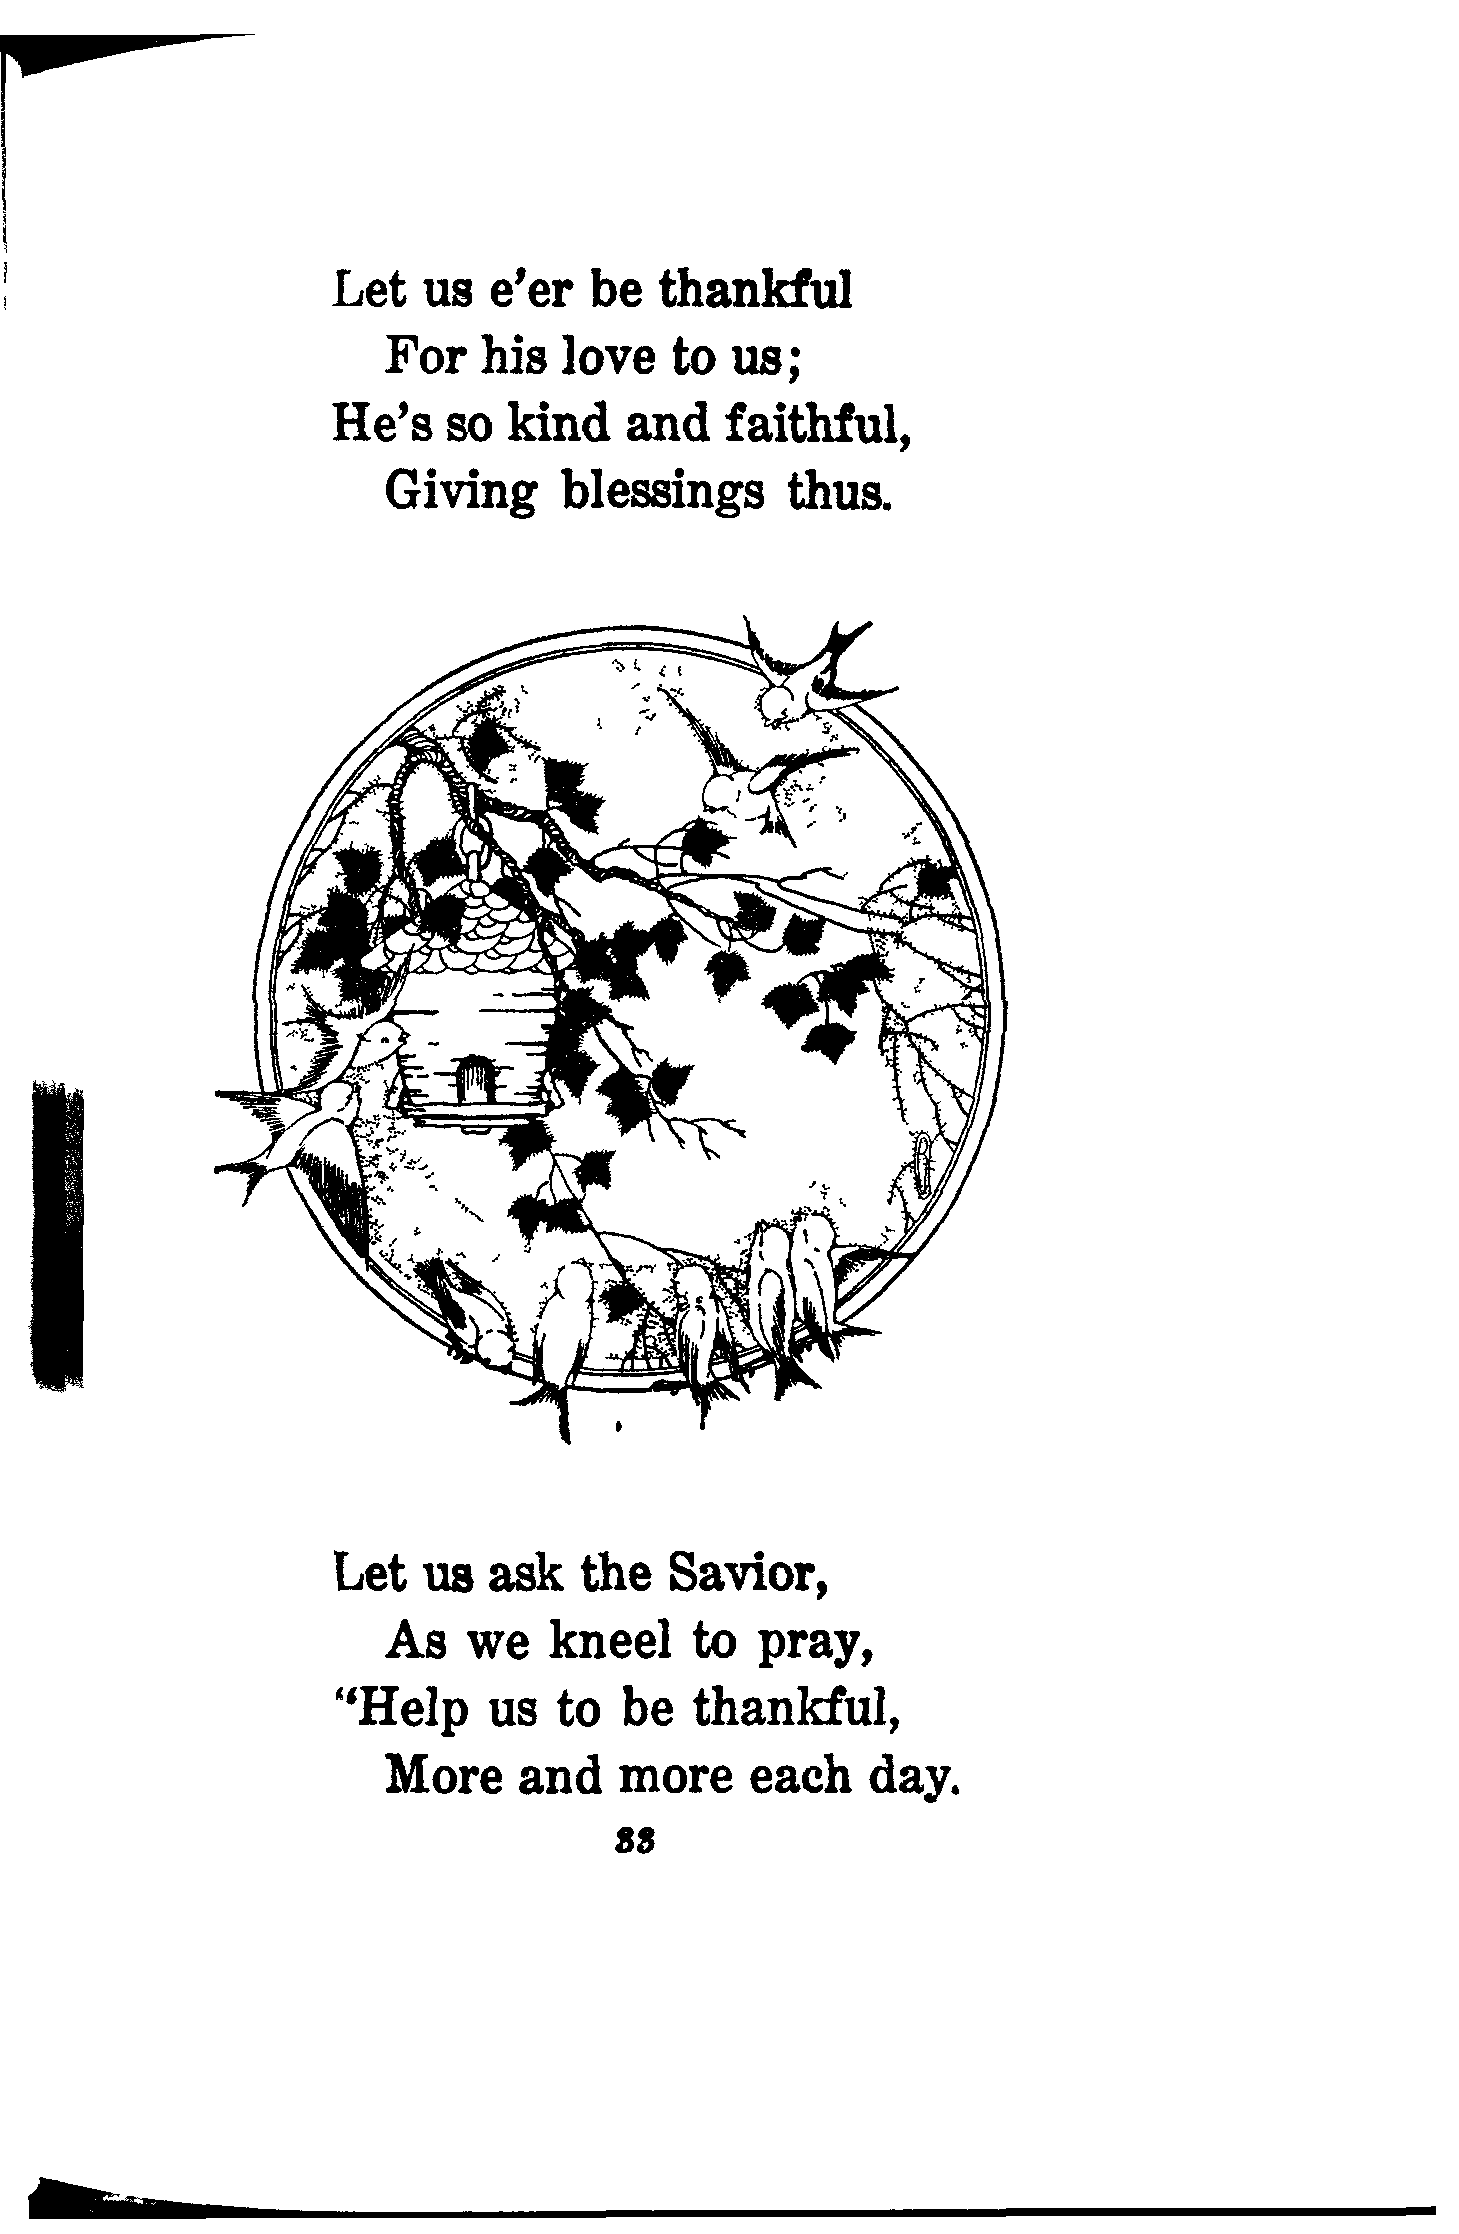 Let us e'er be thankful
For his love to us;
He's so kind and faithful,
Giving blessings thus.
Let us ask the Savior,
As we kneel to pray,
“Help us to be thankful,
More and more each day.
33